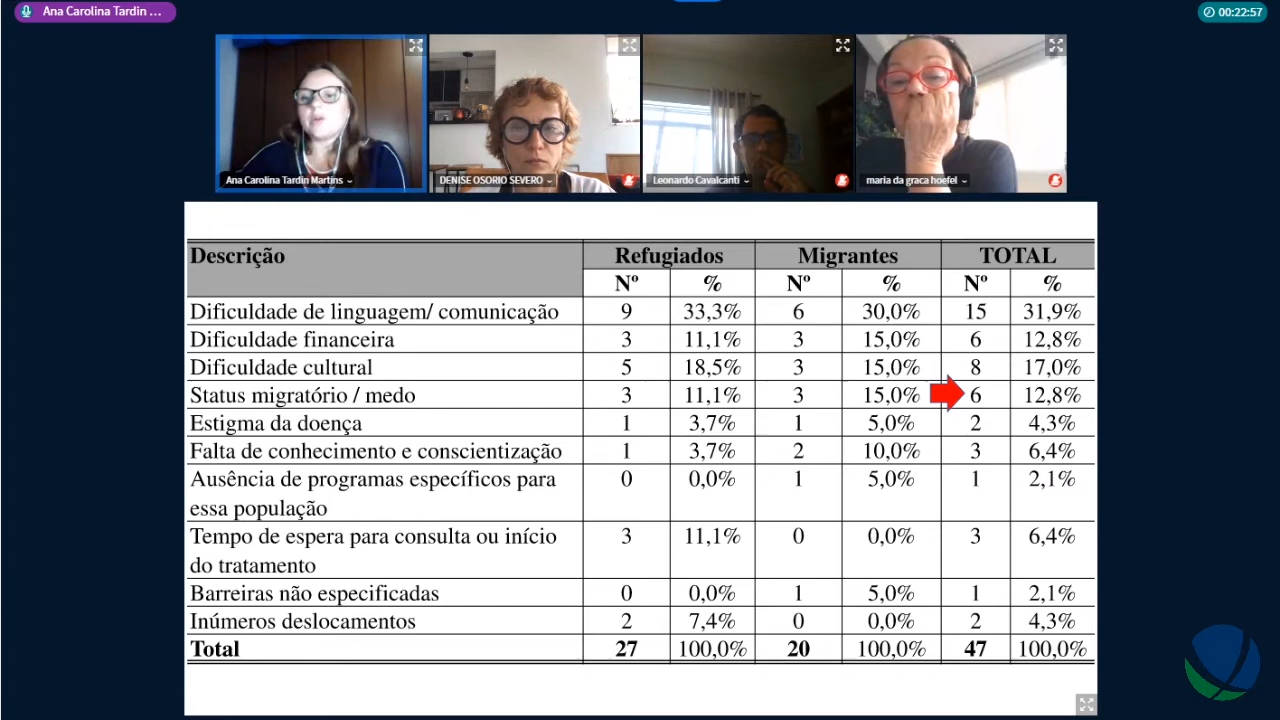 Ana Carolina Tardin ...
00:22:57
Ana Carolina Tardin Martins
DENISE OSORIO SEVERO
Leonardo Cavalcanti
maria da graca hoefel
Descrição Refugiados Migrantes TOTAL
Nº % Nº % Nº %
Dificuldade de linguagem/ comunicação 9 33,3% 6 30,0% 15 31,9%
Dificuldade financeira 3 11,1% 3 15,0% 6 12,8%
Dificuldade cultural 5 18,5% 3 15,0% 8 17,0%
Status migratório / medo 3 11,1% 3 15,0% 6 12,8%
Estigma da doença 1 3,7% 1 5,0% 2 4,3%
Falta de conhecimento e conscientização 1 3,7% 2 10,0% 3 6,4%
Ausência de programas específicos para 0 0,0% 1 5,0% 1 2,1%
essa população
Tempo de espera para consulta ou início 3 11,1% 0 0,0% 3 6,4%
do tratamento
Barreiras não especificadas 0 0,0% 1 5,0% 1 2,1%
Inúmeros deslocamentos 2 7,4% 0 0,0% 2 4,3%
Total 27 100,0% 20 100,0% 47 100,0%